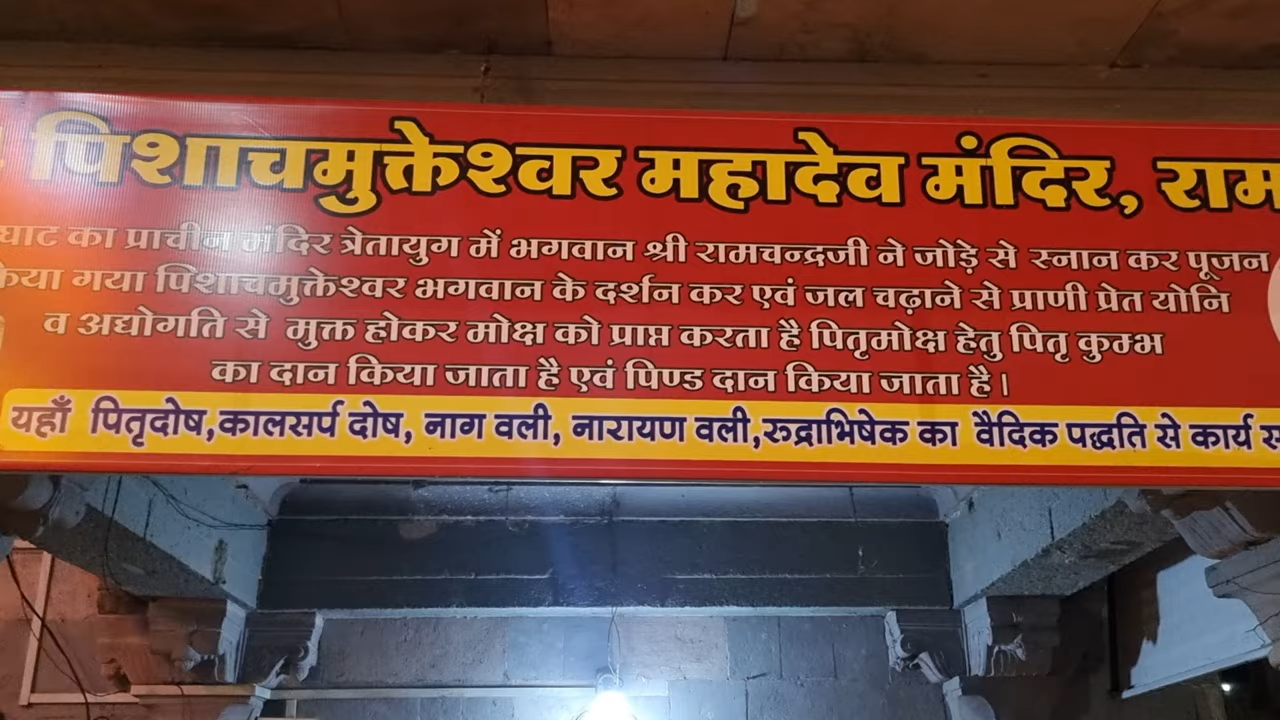 पिशाचमुक्तेश्वर महादेव मंदिर, राम
घाट का प्राचीन मंदिर त्रेतायुग में भगवान श्री रामचन्द्रजी ने जोड़े से स्नान कर पूजन
किया गया पिशाचमुक्तेश्वर भगवान के दर्शन कर एवं जल चढ़ाने से प्राणी प्रेत योनि
व अद्योगति से मुक्त होकर मोक्ष को प्राप्त करता है पितृमोक्ष हेतु पितृ कुम्भ
का दान किया जाता है एवं पिण्ड दान किया जाता है।
यहाँ पितृदोष,कालसर्प दोष, नाग वली, नारायण वली,रुद्राभिषेक का वैदिक पद्धति से कार्य